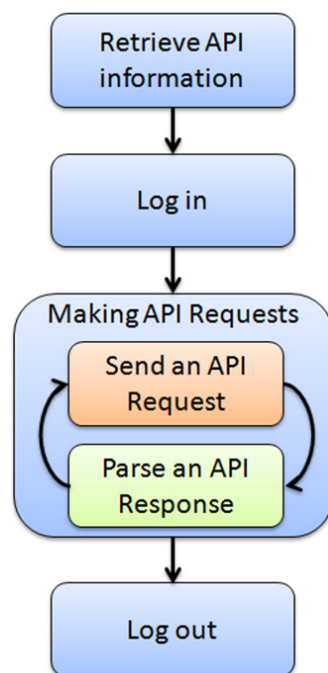 Retrieve API
information
Log in
Making API Requests
Send an API
Request
Parse an API
Response
Log out